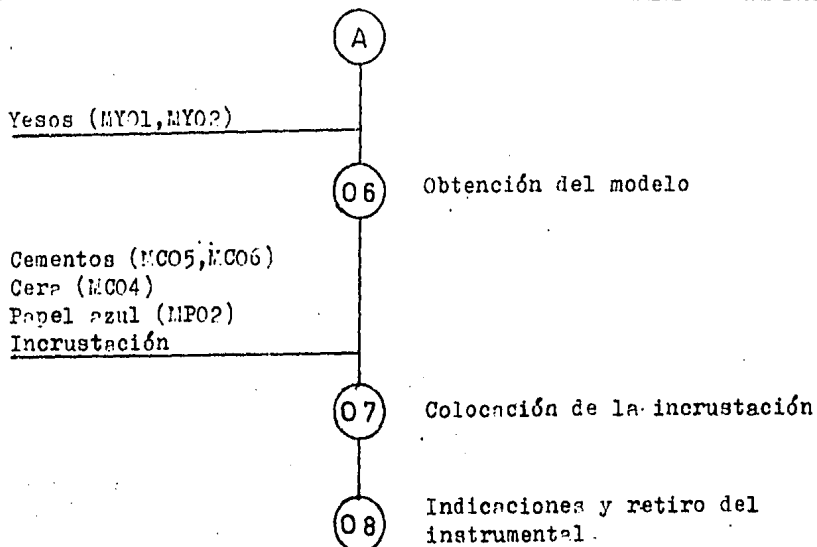 A
Yesos (MY01,MY02)
06 Obtención del modelo
Cementos (MC05,MC06)
Cera (MC04)
Papel azul (MP02)
Incrustación
07 Colocación de la incrustación
08 Indicaciones y retiro del
instrumental.